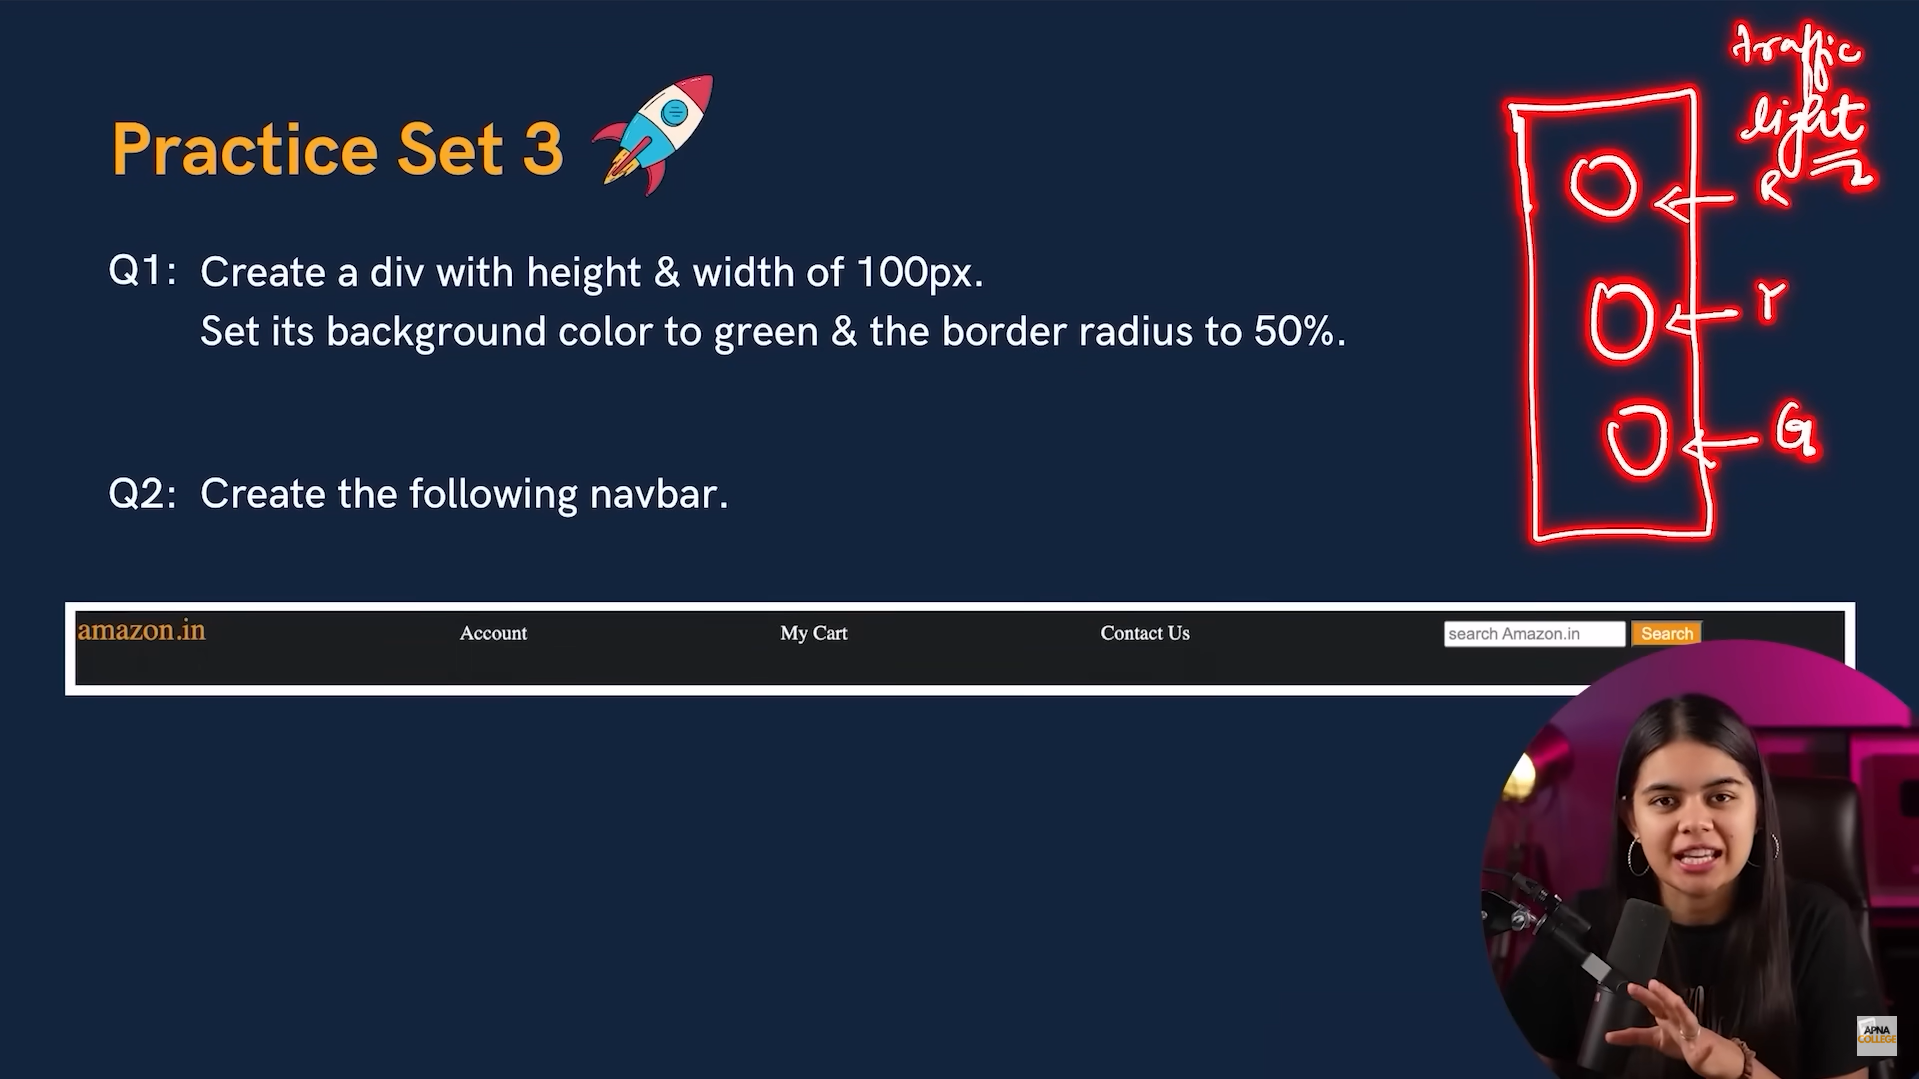 Practice Set 3
traffic
light
R
Q1: Create a div with height & width of 100px.
Set its background color to green & the border radius to 50%.
Y
G
Q2: Create the following navbar.
amazon.in Account My Cart Contact Us search Amazon.in Search
APNA
COLLEGE